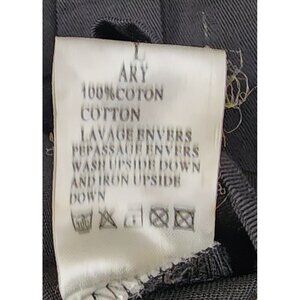 L
ARY
100%COTON
COTTON
LAVAGE ENVERS
PEPASSAGE ENVERS
WASH UPSIDE DOWN
AND IRON UPSIDE
DOWN